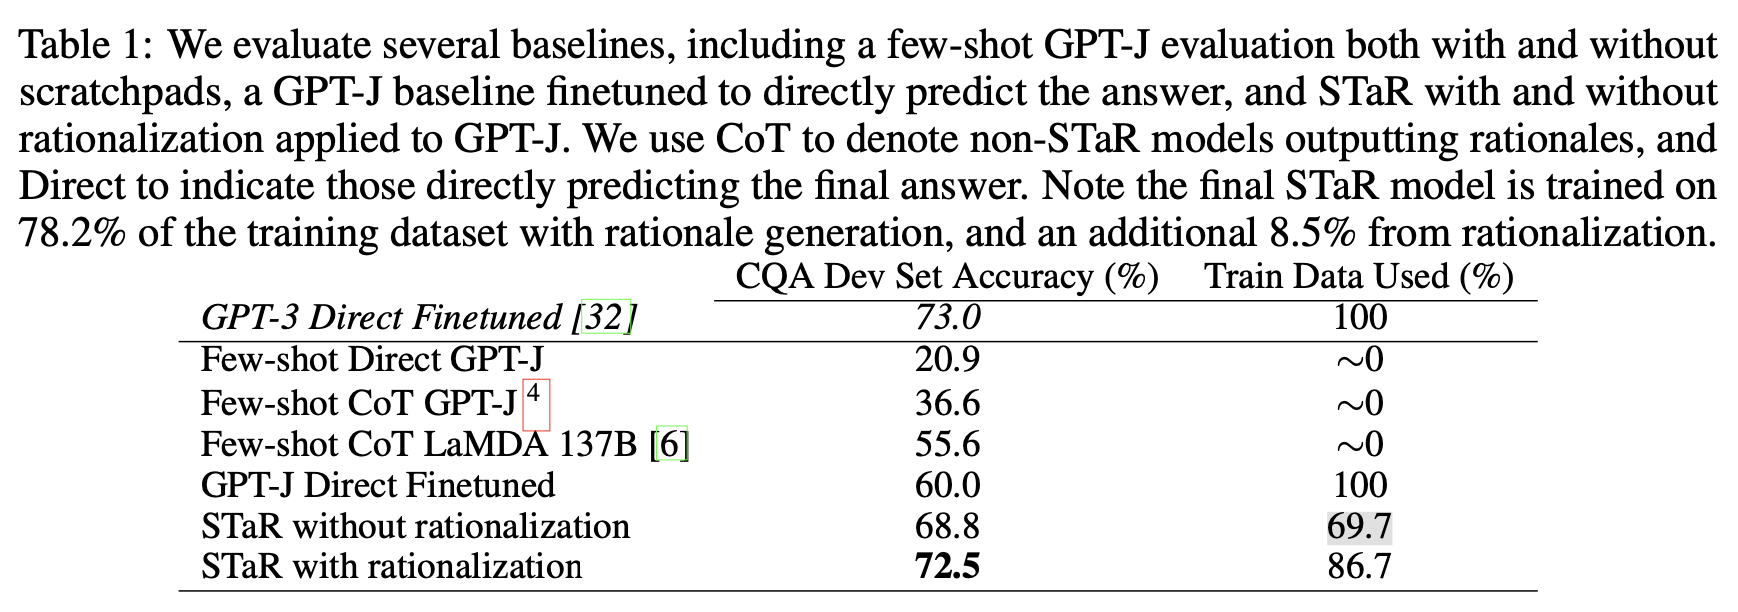 Table 1: We evaluate several baselines, including a few-shot GPT-J evaluation both with and without
scratchpads, a GPT-J baseline finetuned to directly predict the answer, and STaR with and without
rationalization applied to GPT-J. We use CoT to denote non-STaR models outputting rationales, and
Direct to indicate those directly predicting the final answer. Note the final STaR model is trained on
78.2% of the training dataset with rationale generation, and an additional 8.5% from rationalization.
CQA Dev Set Accuracy (%) Train Data Used (%)
GPT-3 Direct Finetuned [32] 73.0 100
Few-shot Direct GPT-J 20.9 ~0
Few-shot CoT GPT-J 4 36.6 ~0
Few-shot CoT LaMDA 137B [6] 55.6 ~0
GPT-J Direct Finetuned 60.0 100
STaR without rationalization 68.8 69.7
STaR with rationalization 72.5 86.7